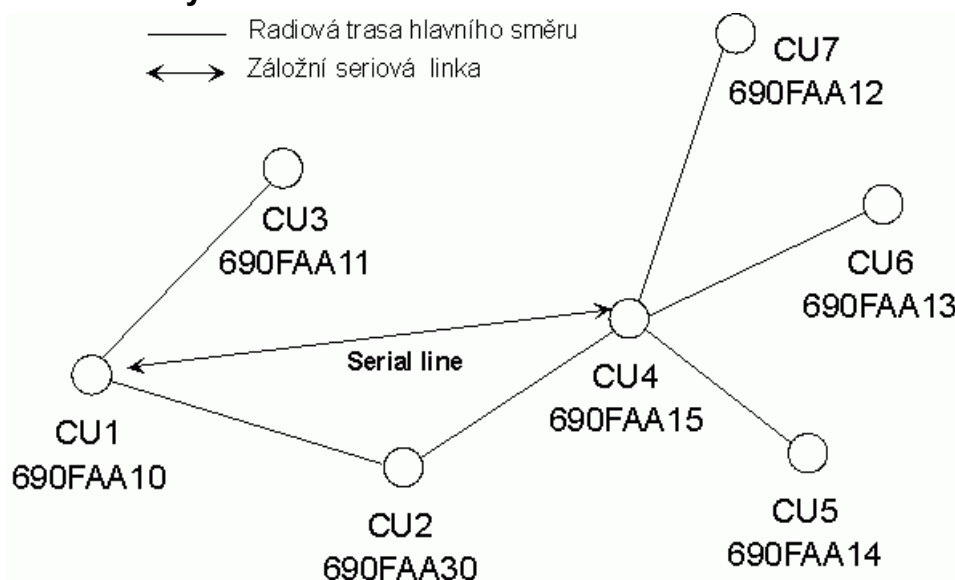 Radiová trasa hlavního směru
Záložní seriová linka
CU7
690FAA12
CU3
690FAA11
CU6
690FAA13
Serial line
CU4
690FAA15
CU1
690FAA10
CU2
690FAA30
CU5
690FAA14